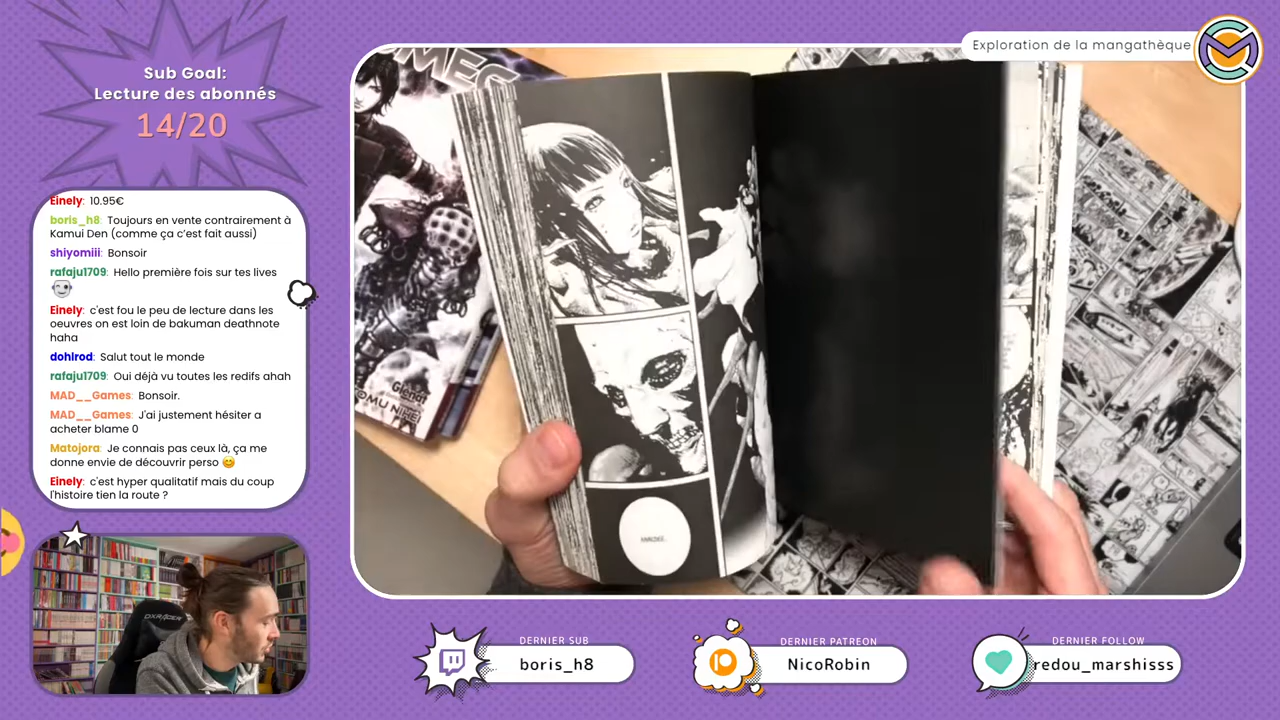 Sub Goal:
Lecture des abonnés
14/20
Exploration de la mangathèque
Einely: 10.95€
boris_h8: Toujours en vente contrairement à
Kamui Den (comme ça c'est fait aussi)
shiyomiii: Bonsoir
rafaju1709: Hello première fois sur tes lives
Einely: c'est fou le peu de lecture dans les
oeuvres on est loin de bakuman deathnote
haha
dohlrod: Salut tout le monde
rafaju1709: Oui déjà vu toutes les redifs ahah
MAD__Games: Bonsoir.
MAD__Games: J'ai justement hésiter a
acheter blame 0
Matojora: Je connais pas ceux là, ça me
donne envie de découvrir perso
Einely: c'est hyper qualitatif mais du coup
l'histoire tien la route ?
Glénat
DXRACER
DERNIER SUB
boris_h8
DERNIER PATREON
NicoRobin
DERNIER FOLLOW
redou_marshisss